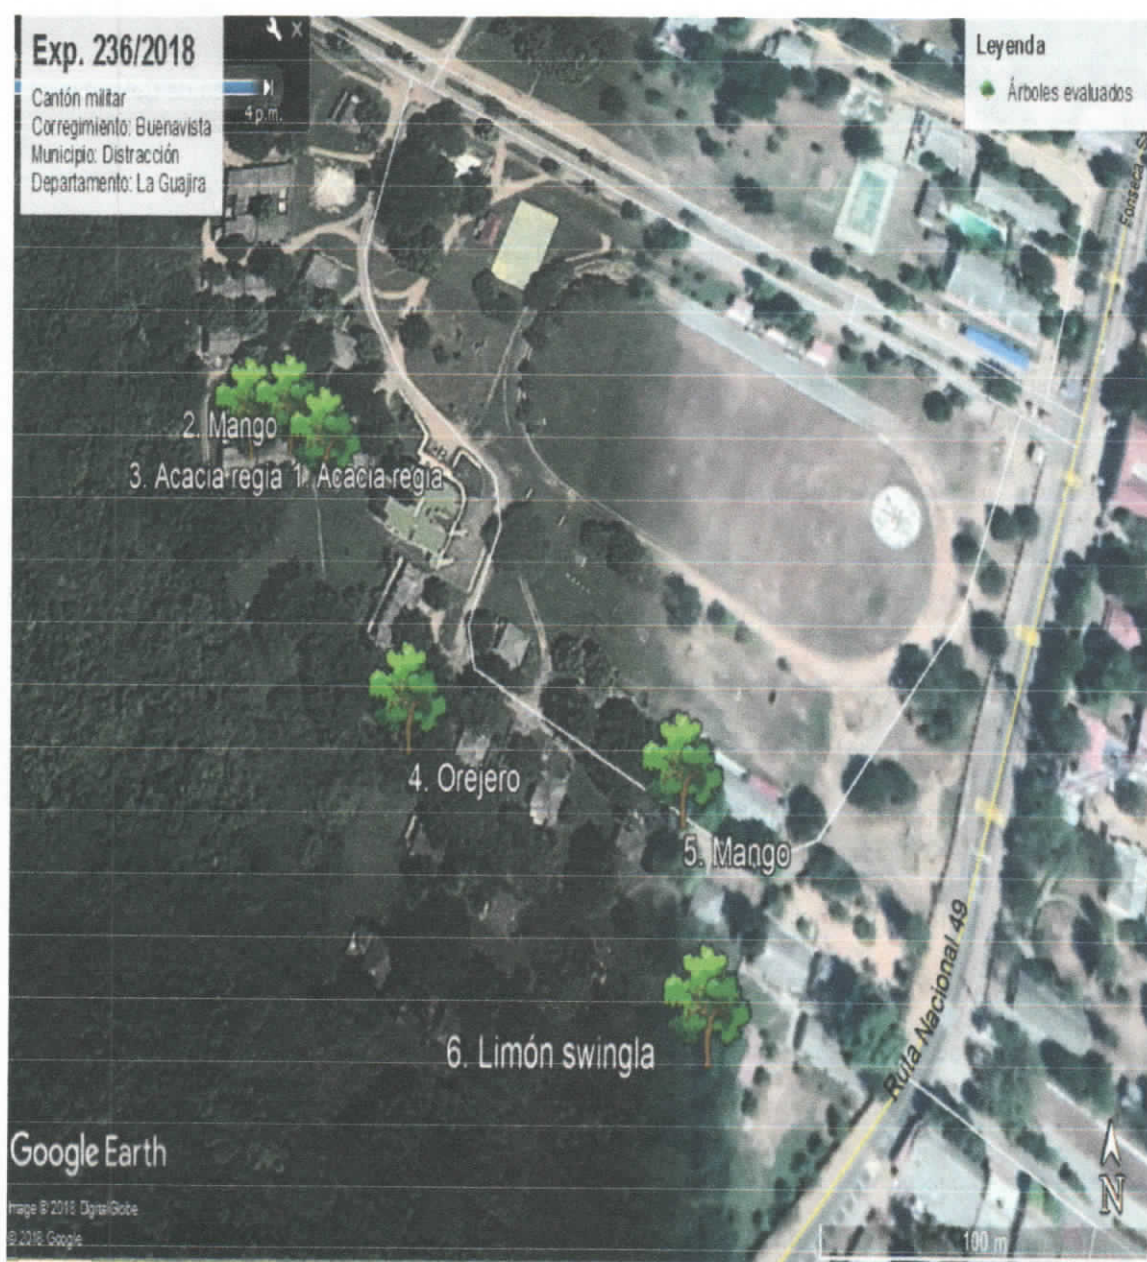 Exp. 236/2018
Cantón militar
Corregimiento: Buenavista
Municipio: Distracción
Departamento: La Guajira
4 p.m.
Leyenda
Árboles evaluados
Fonseca, S
2. Mango
3. Acacia regia
1. Acacia regia
4. Orejero
5. Mango
6. Limón swingla
Ruta Nacional 49
Google Earth
Image © 2018 DigitalGlobe
© 2018 Google
N
100 m